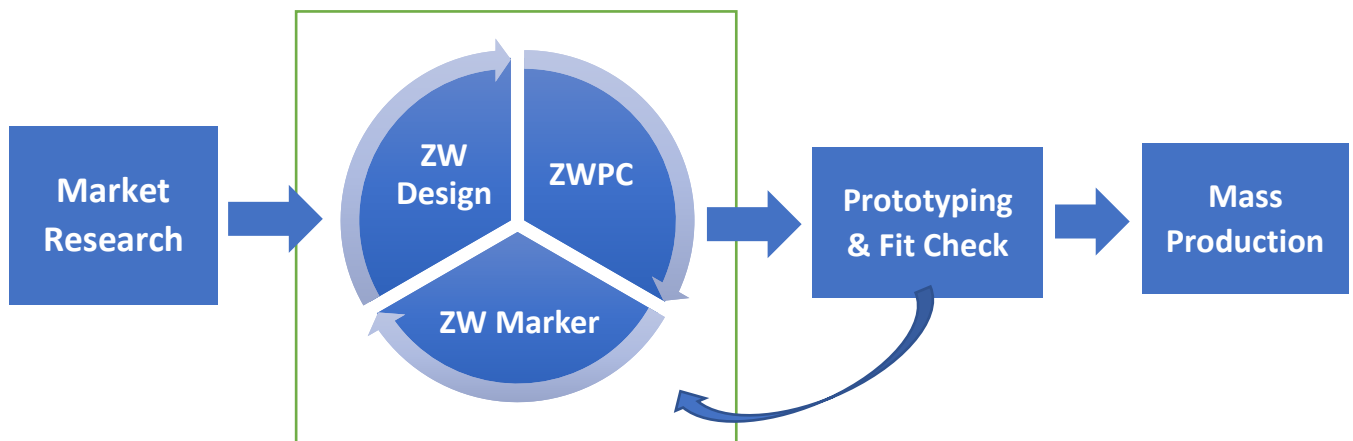 Market
Research
ZW
Design
ZWPC
ZW Marker
Prototyping
& Fit Check
Mass
Production